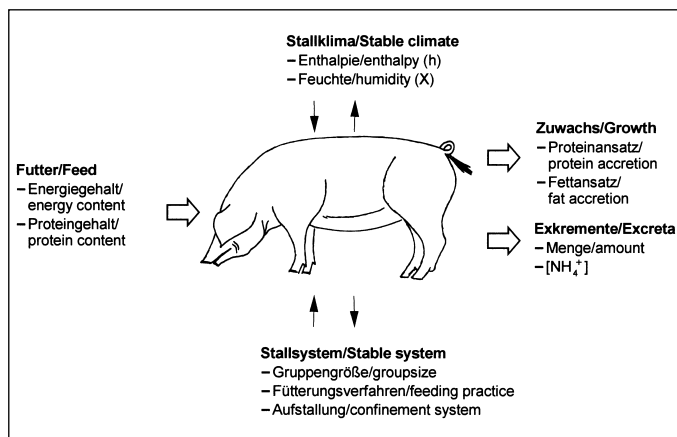 Stallklima/Stable climate
– Enthalpie/enthalpy (h)
– Feuchte/humidity (X)
Futter/Feed
– Energiegehalt/
energy content
– Proteingehalt/
protein content
Zuwachs/Growth
– Proteinansatz/
protein accretion
– Fettansatz/
fat accretion
Exkremente/Excreta
– Menge/amount
– [NH₄⁺]
Stallsystem/Stable system
– Gruppengröße/groupsize
– Fütterungsverfahren/feeding practice
– Aufstallung/confinement system